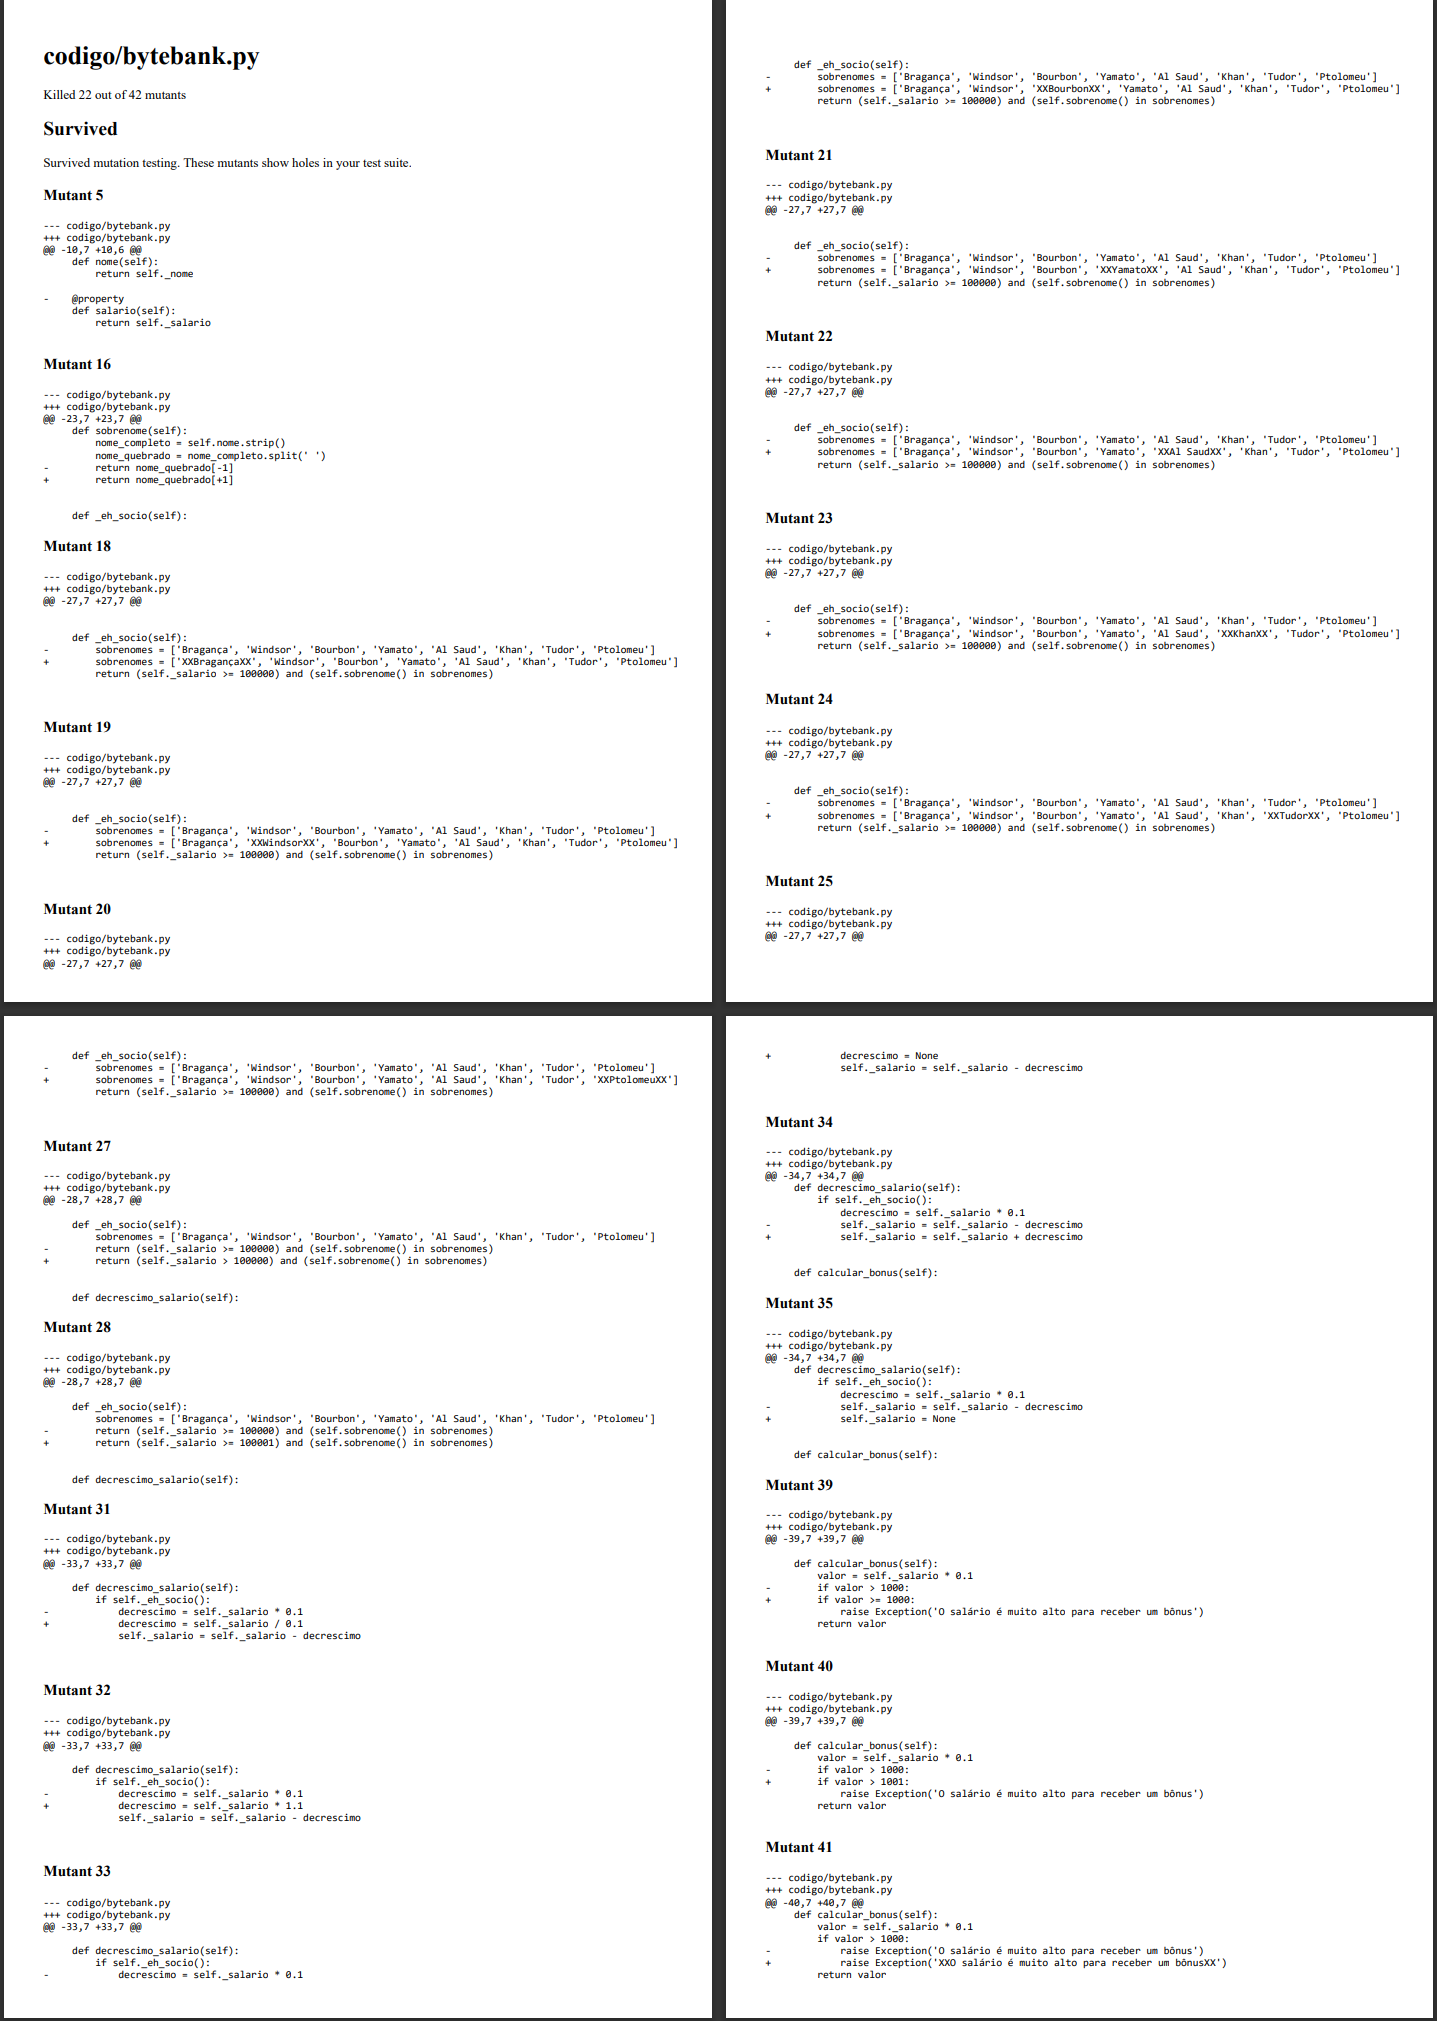 codigo/bytebank.py
Killed 22 out of 42 mutants
Survived
Survived mutation testing. These mutants show holes in your test suite.
Mutant 5
--- codigo/bytebank.py
+++ codigo/bytebank.py
@@ -10,7 +10,6 @@
def nome(self):
return self._nome
- @property
def salario(self):
return self._salario
Mutant 16
--- codigo/bytebank.py
+++ codigo/bytebank.py
@@ -23,7 +23,7 @@
def sobrenome(self):
nome_completo = self.nome.strip()
nome_quebrado = nome_completo.split(' ')
- return nome_quebrado[-1]
+ return nome_quebrado[+1]
def _eh_socio(self):
Mutant 18
--- codigo/bytebank.py
+++ codigo/bytebank.py
@@ -27,7 +27,7 @@
def _eh_socio(self):
- sobrenomes = ['Bragança', 'Windsor', 'Bourbon', 'Yamato', 'Al Saud', 'Khan', 'Tudor', 'Ptolomeu']
+ sobrenomes = ['XXBragançaXX', 'Windsor', 'Bourbon', 'Yamato', 'Al Saud', 'Khan', 'Tudor', 'Ptolomeu']
return (self._salario >= 100000) and (self.sobrenome() in sobrenomes)
Mutant 19
--- codigo/bytebank.py
+++ codigo/bytebank.py
@@ -27,7 +27,7 @@
def _eh_socio(self):
- sobrenomes = ['Bragança', 'Windsor', 'Bourbon', 'Yamato', 'Al Saud', 'Khan', 'Tudor', 'Ptolomeu']
+ sobrenomes = ['Bragança', 'XXWindsorXX', 'Bourbon', 'Yamato', 'Al Saud', 'Khan', 'Tudor', 'Ptolomeu']
return (self._salario >= 100000) and (self.sobrenome() in sobrenomes)
Mutant 20
--- codigo/bytebank.py
+++ codigo/bytebank.py
@@ -27,7 +27,7 @@
def _eh_socio(self):
- sobrenomes = ['Bragança', 'Windsor', 'Bourbon', 'Yamato', 'Al Saud', 'Khan', 'Tudor', 'Ptolomeu']
+ sobrenomes = ['Bragança', 'Windsor', 'XXBourbonXX', 'Yamato', 'Al Saud', 'Khan', 'Tudor', 'Ptolomeu']
return (self._salario >= 100000) and (self.sobrenome() in sobrenomes)
Mutant 21
--- codigo/bytebank.py
+++ codigo/bytebank.py
@@ -27,7 +27,7 @@
def _eh_socio(self):
- sobrenomes = ['Bragança', 'Windsor', 'Bourbon', 'Yamato', 'Al Saud', 'Khan', 'Tudor', 'Ptolomeu']
+ sobrenomes = ['Bragança', 'Windsor', 'Bourbon', 'XXYamatoXX', 'Al Saud', 'Khan', 'Tudor', 'Ptolomeu']
return (self._salario >= 100000) and (self.sobrenome() in sobrenomes)
Mutant 22
--- codigo/bytebank.py
+++ codigo/bytebank.py
@@ -27,7 +27,7 @@
def _eh_socio(self):
- sobrenomes = ['Bragança', 'Windsor', 'Bourbon', 'Yamato', 'Al Saud', 'Khan', 'Tudor', 'Ptolomeu']
+ sobrenomes = ['Bragança', 'Windsor', 'Bourbon', 'Yamato', 'XXAl SaudXX', 'Khan', 'Tudor', 'Ptolomeu']
return (self._salario >= 100000) and (self.sobrenome() in sobrenomes)
Mutant 23
--- codigo/bytebank.py
+++ codigo/bytebank.py
@@ -27,7 +27,7 @@
def _eh_socio(self):
- sobrenomes = ['Bragança', 'Windsor', 'Bourbon', 'Yamato', 'Al Saud', 'Khan', 'Tudor', 'Ptolomeu']
+ sobrenomes = ['Bragança', 'Windsor', 'Bourbon', 'Yamato', 'Al Saud', 'XXKhanXX', 'Tudor', 'Ptolomeu']
return (self._salario >= 100000) and (self.sobrenome() in sobrenomes)
Mutant 24
--- codigo/bytebank.py
+++ codigo/bytebank.py
@@ -27,7 +27,7 @@
def _eh_socio(self):
- sobrenomes = ['Bragança', 'Windsor', 'Bourbon', 'Yamato', 'Al Saud', 'Khan', 'Tudor', 'Ptolomeu']
+ sobrenomes = ['Bragança', 'Windsor', 'Bourbon', 'Yamato', 'Al Saud', 'Khan', 'XXTudorXX', 'Ptolomeu']
return (self._salario >= 100000) and (self.sobrenome() in sobrenomes)
Mutant 25
--- codigo/bytebank.py
+++ codigo/bytebank.py
@@ -27,7 +27,7 @@
def _eh_socio(self):
- sobrenomes = ['Bragança', 'Windsor', 'Bourbon', 'Yamato', 'Al Saud', 'Khan', 'Tudor', 'Ptolomeu']
+ sobrenomes = ['Bragança', 'Windsor', 'Bourbon', 'Yamato', 'Al Saud', 'Khan', 'Tudor', 'XXPtolomeuXX']
return (self._salario >= 100000) and (self.sobrenome() in sobrenomes)
Mutant 27
--- codigo/bytebank.py
+++ codigo/bytebank.py
@@ -28,7 +28,7 @@
def _eh_socio(self):
sobrenomes = ['Bragança', 'Windsor', 'Bourbon', 'Yamato', 'Al Saud', 'Khan', 'Tudor', 'Ptolomeu']
- return (self._salario >= 100000) and (self.sobrenome() in sobrenomes)
+ return (self._salario > 100000) and (self.sobrenome() in sobrenomes)
def decrescimo_salario(self):
Mutant 28
--- codigo/bytebank.py
+++ codigo/bytebank.py
@@ -28,7 +28,7 @@
def _eh_socio(self):
sobrenomes = ['Bragança', 'Windsor', 'Bourbon', 'Yamato', 'Al Saud', 'Khan', 'Tudor', 'Ptolomeu']
- return (self._salario >= 100000) and (self.sobrenome() in sobrenomes)
+ return (self._salario >= 100001) and (self.sobrenome() in sobrenomes)
def decrescimo_salario(self):
Mutant 31
--- codigo/bytebank.py
+++ codigo/bytebank.py
@@ -33,7 +33,7 @@
def decrescimo_salario(self):
if self._eh_socio():
- decrescimo = self._salario * 0.1
+ decrescimo = self._salario / 0.1
self._salario = self._salario - decrescimo
Mutant 32
--- codigo/bytebank.py
+++ codigo/bytebank.py
@@ -33,7 +33,7 @@
def decrescimo_salario(self):
if self._eh_socio():
- decrescimo = self._salario * 0.1
+ decrescimo = self._salario * 1.1
self._salario = self._salario - decrescimo
Mutant 33
--- codigo/bytebank.py
+++ codigo/bytebank.py
@@ -33,7 +33,7 @@
def decrescimo_salario(self):
if self._eh_socio():
- decrescimo = self._salario * 0.1
+ decrescimo = None
self._salario = self._salario - decrescimo
Mutant 34
--- codigo/bytebank.py
+++ codigo/bytebank.py
@@ -34,7 +34,7 @@
def decrescimo_salario(self):
if self._eh_socio():
decrescimo = self._salario * 0.1
- self._salario = self._salario - decrescimo
+ self._salario = self._salario + decrescimo
def calcular_bonus(self):
Mutant 35
--- codigo/bytebank.py
+++ codigo/bytebank.py
@@ -34,7 +34,7 @@
def decrescimo_salario(self):
if self._eh_socio():
decrescimo = self._salario * 0.1
- self._salario = self._salario - decrescimo
+ self._salario = None
def calcular_bonus(self):
Mutant 39
--- codigo/bytebank.py
+++ codigo/bytebank.py
@@ -39,7 +39,7 @@
def calcular_bonus(self):
valor = self._salario * 0.1
- if valor > 1000:
+ if valor >= 1000:
raise Exception('O salário é muito alto para receber um bônus')
return valor
Mutant 40
--- codigo/bytebank.py
+++ codigo/bytebank.py
@@ -39,7 +39,7 @@
def calcular_bonus(self):
valor = self._salario * 0.1
- if valor > 1000:
+ if valor > 1001:
raise Exception('O salário é muito alto para receber um bônus')
return valor
Mutant 41
--- codigo/bytebank.py
+++ codigo/bytebank.py
@@ -40,7 +40,7 @@
def calcular_bonus(self):
valor = self._salario * 0.1
if valor > 1000:
- raise Exception('O salário é muito alto para receber um bônus')
+ raise Exception('XXO salário é muito alto para receber um bônusXX')
return valor